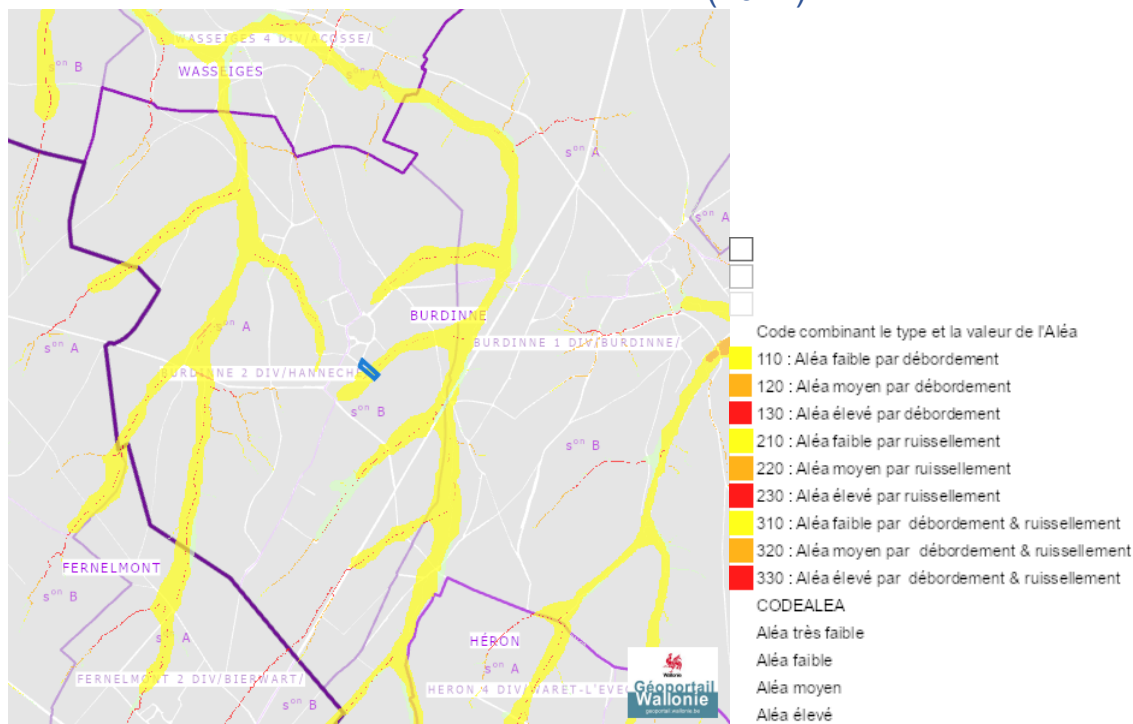 WASSEIGES 4 DIV/ACOSSE/
WASSEIGES
sᵒⁿ B
sᵒⁿ A
sᵒⁿ A
sᵒⁿ A
BURDINNE
sᵒⁿ A
sᵒⁿ A
BURDINNE 1 DIV/BURDINNE/
BURDINNE 2 DIV/HANNECHE
sᵒⁿ B
sᵒⁿ B
FERNELMONT
sᵒⁿ B
sᵒⁿ A
HÉRON
sᵒⁿ A
FERNELMONT 2 DIV/BIERWART/
HERON 4 DIV/WARET-L'EVE
sᵒⁿ B
Wallonie
Géoportail
Wallonie
geoportail.wallonie.be
Code combinant le type et la valeur de l'Aléa
110 : Aléa faible par débordement
120 : Aléa moyen par débordement
130 : Aléa élevé par débordement
210 : Aléa faible par ruissellement
220 : Aléa moyen par ruissellement
230 : Aléa élevé par ruissellement
310 : Aléa faible par débordement & ruissellement
320 : Aléa moyen par débordement & ruissellement
330 : Aléa élevé par débordement & ruissellement
CODEALEA
Aléa très faible
Aléa faible
Aléa moyen
Aléa élevé